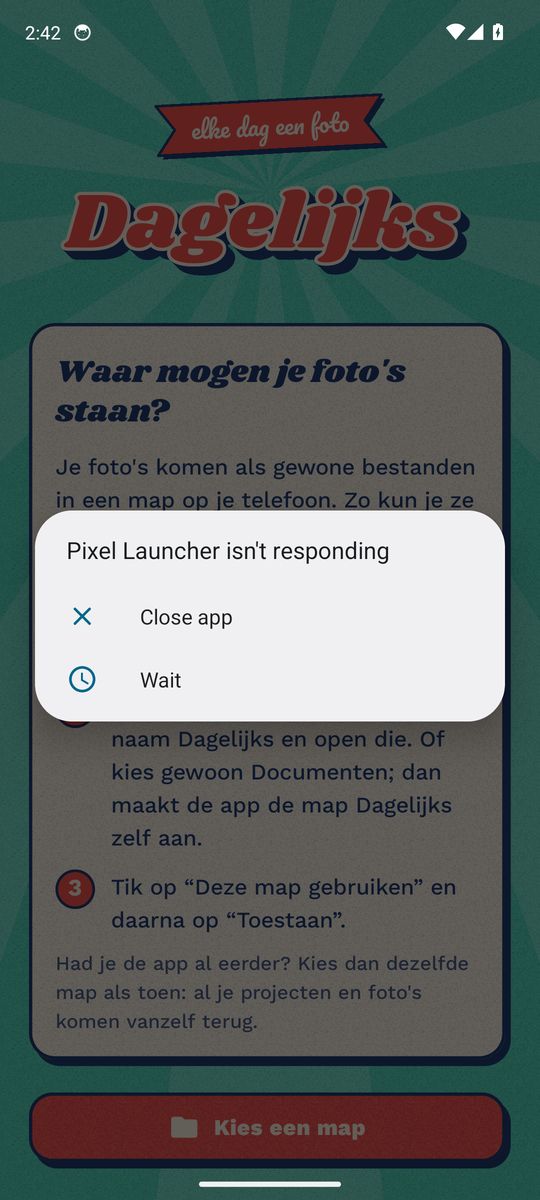 2:42
elke dag een foto
Dagelijks
Waar mogen je foto's
staan?
Je foto's komen als gewone bestanden
in een map op je telefoon. Zo kun je ze
Pixel Launcher isn't responding
Close app
Wait
naam Dagelijks en open die. Of
kies gewoon Documenten; dan
maakt de app de map Dagelijks
zelf aan.
3 Tik op “Deze map gebruiken” en
daarna op “Toestaan”.
Had je de app al eerder? Kies dan dezelfde
map als toen: al je projecten en foto's
komen vanzelf terug.
Kies een map